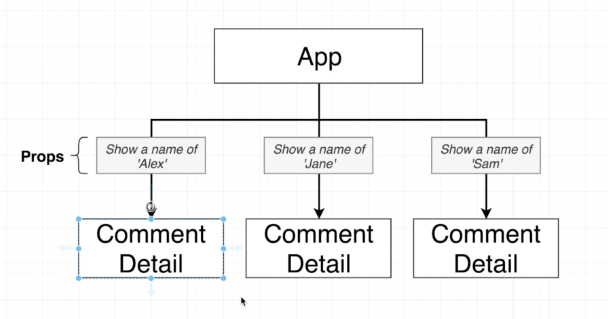 App
Props
Show a name of
'Alex'
Show a name of
'Jane'
Show a name of
'Sam'
Comment
Detail
Comment
Detail
Comment
Detail